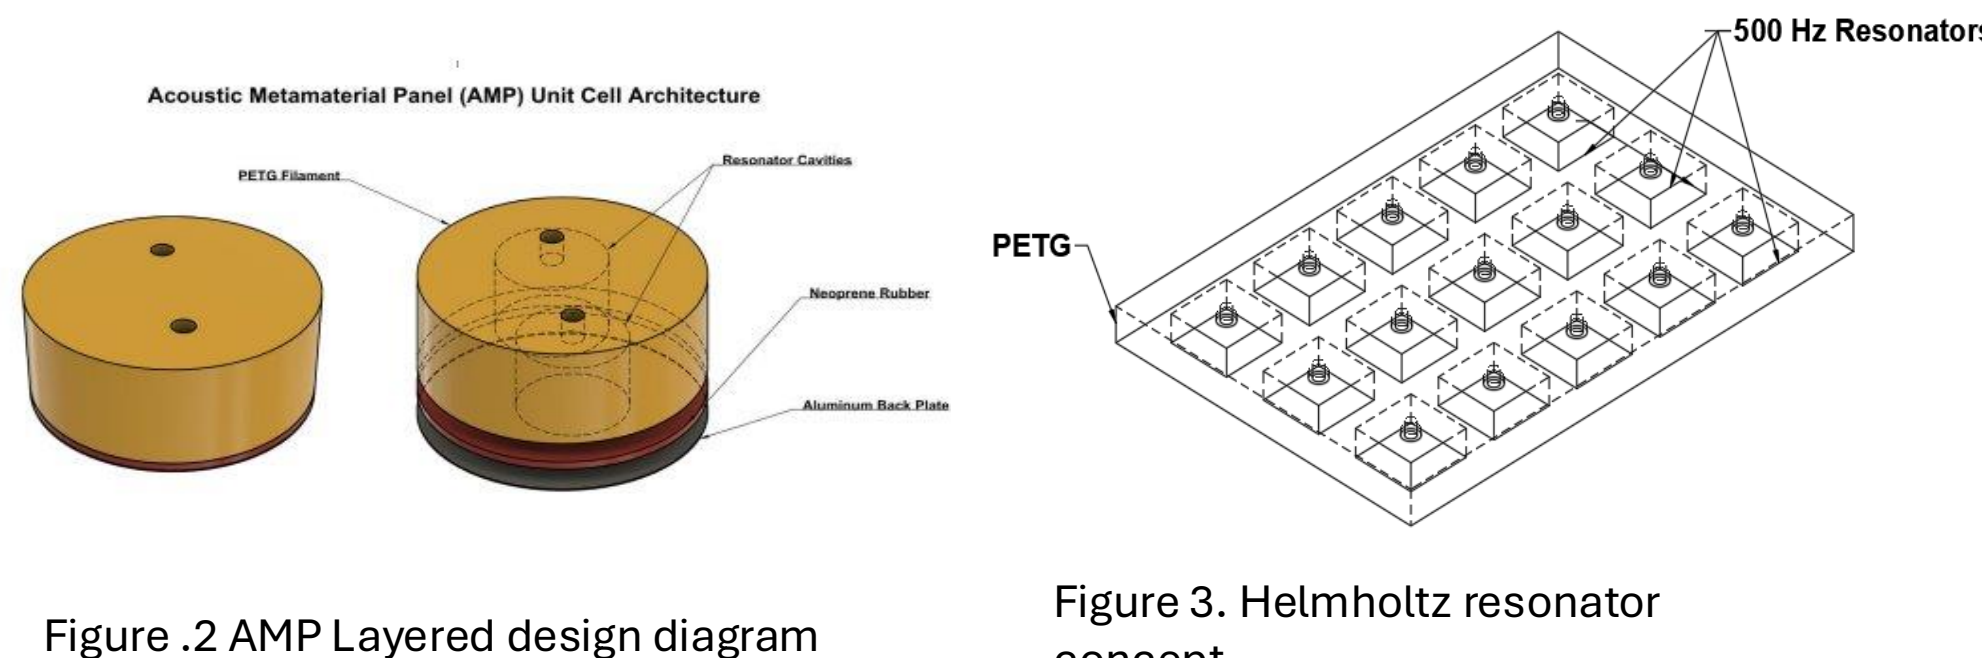 Acoustic Metamaterial Panel (AMP) Unit Cell Architecture
PETG Filament
Resonator Cavities
Neoprene Rubber
Aluminum Back Plate
Figure .2 AMP Layered design diagram
500 Hz Resonators
PETG
Figure 3. Helmholtz resonator
concept